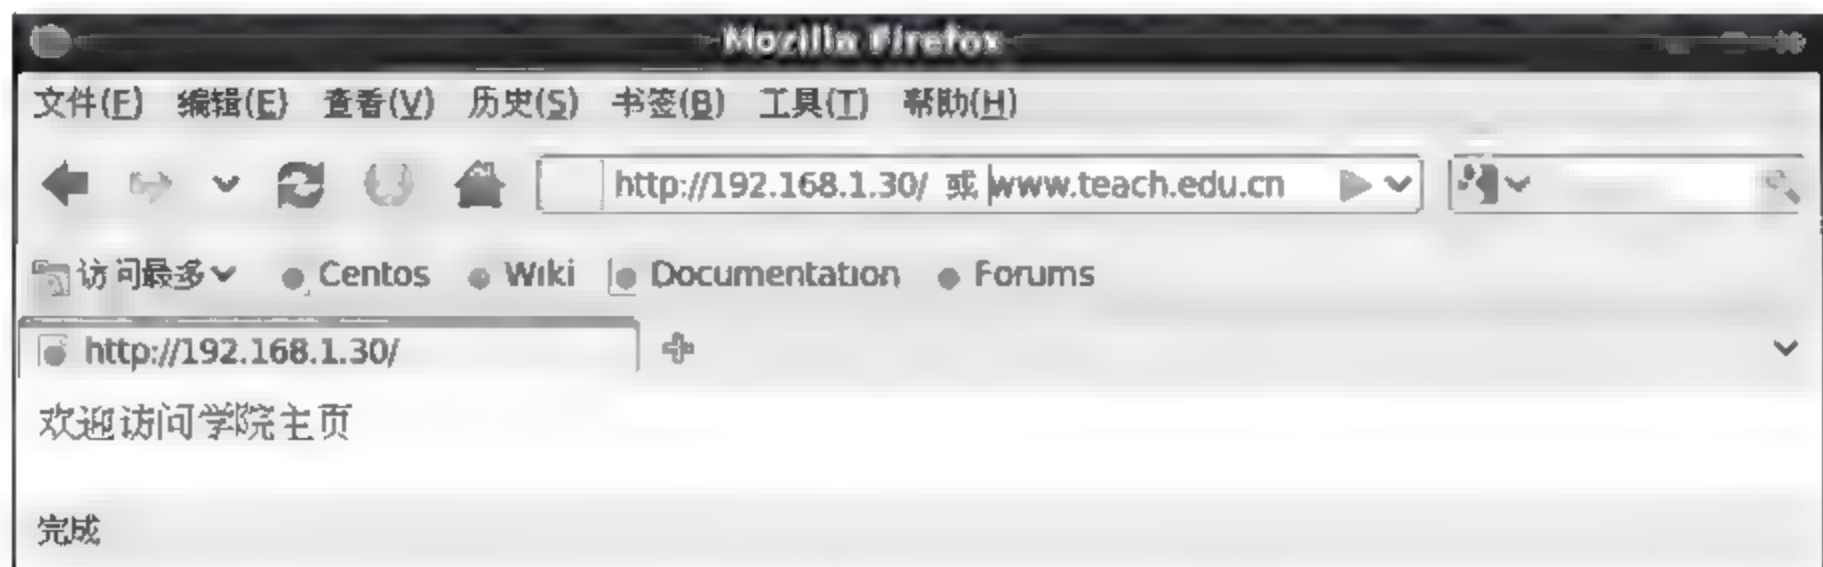 Mozilla Firefox
文件(F) 编辑(E) 查看(V) 历史(S) 书签(B) 工具(T) 帮助(H)
http://192.168.1.30/ 或 www.teach.edu.cn
访问最多 Centos Wiki Documentation Forums
http://192.168.1.30/
欢迎访问学院主页
完成